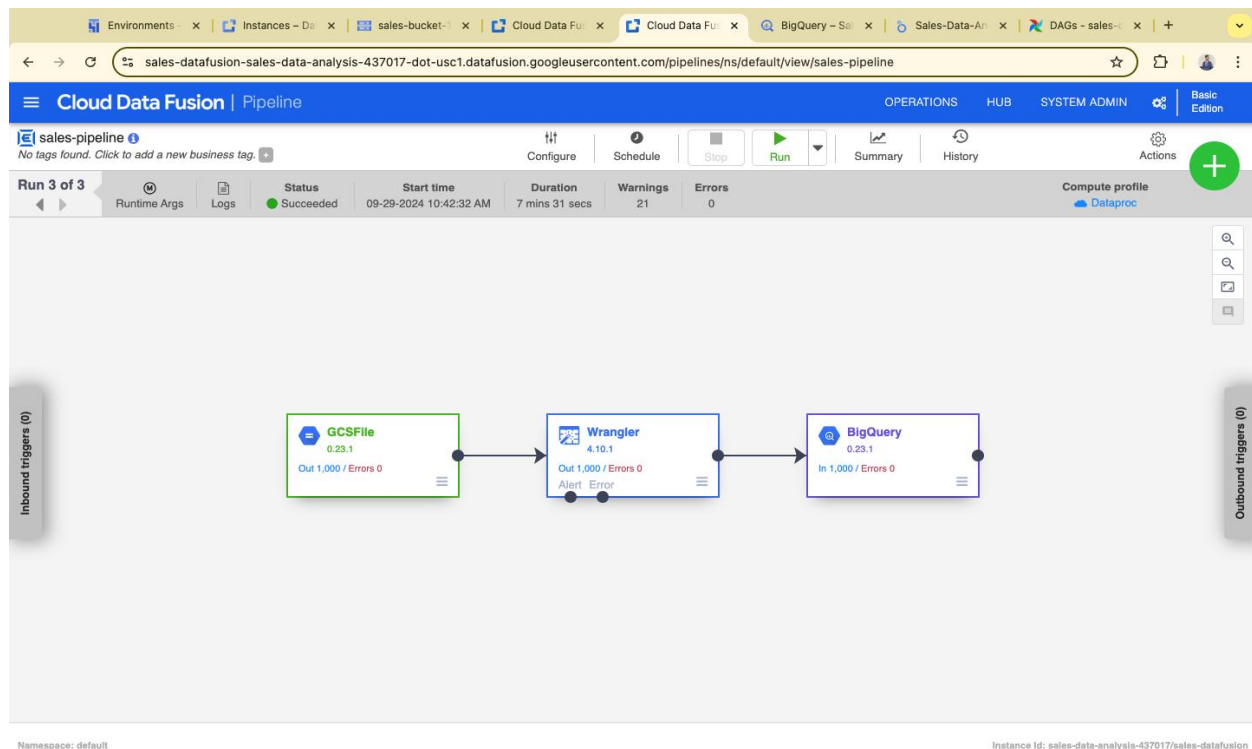 Environments - Instances – Da sales-bucket-1 Cloud Data Fu Cloud Data Fus BigQuery – Sal Sales-Data-An DAGs - sales-c
sales-datafusion-sales-data-analysis-437017-dot-usc1.datafusion.googleusercontent.com/pipelines/ns/default/view/sales-pipeline
Cloud Data Fusion | Pipeline OPERATIONS HUB SYSTEM ADMIN Basic Edition
sales-pipeline
No tags found. Click to add a new business tag.
Configure Schedule Stop Run Summary History Actions
Run 3 of 3 Runtime Args Logs
Status
Succeeded
Start time
09-29-2024 10:42:32 AM
Duration
7 mins 31 secs
Warnings
21
Errors
0
Compute profile
Dataproc
Inbound triggers (0)
GCSFile
0.23.1
Out 1,000 / Errors 0
Wrangler
4.10.1
Out 1,000 / Errors 0
Alert Error
BigQuery
0.23.1
In 1,000 / Errors 0
Outbound triggers (0)
Namespace: default
Instance Id: sales-data-analysis-437017/sales-datafusion